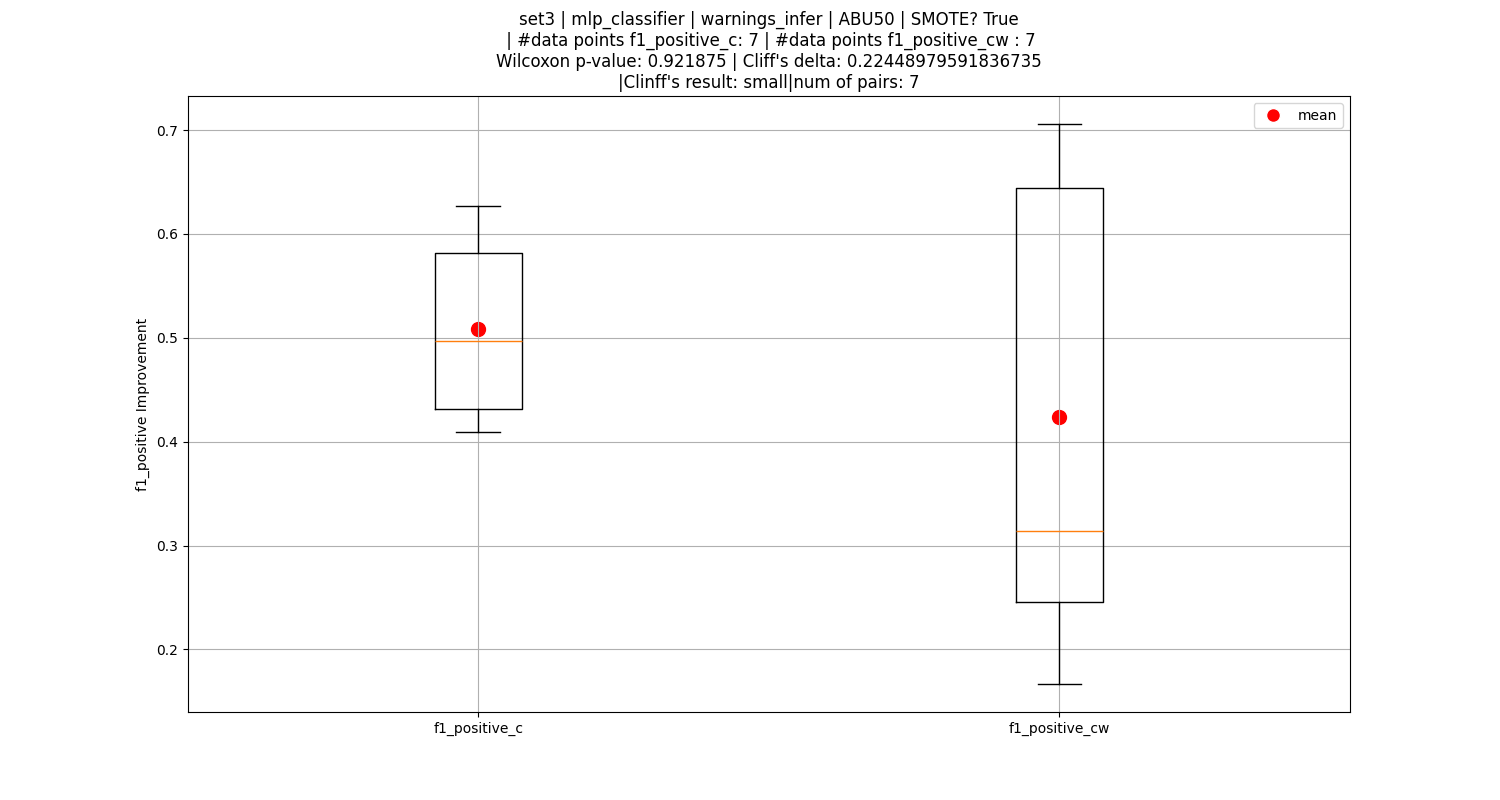 set3 | mlp_classifier | warnings_infer | ABU50 | SMOTE? True
| #data points f1_positive_c: 7 | #data points f1_positive_cw : 7
Wilcoxon p-value: 0.921875 | Cliff's delta: 0.22448979591836735
|Clinff's result: small|num of pairs: 7
mean
0.7
0.6
0.5
0.4
0.3
0.2
f1_positive Improvement
f1_positive_c
f1_positive_cw